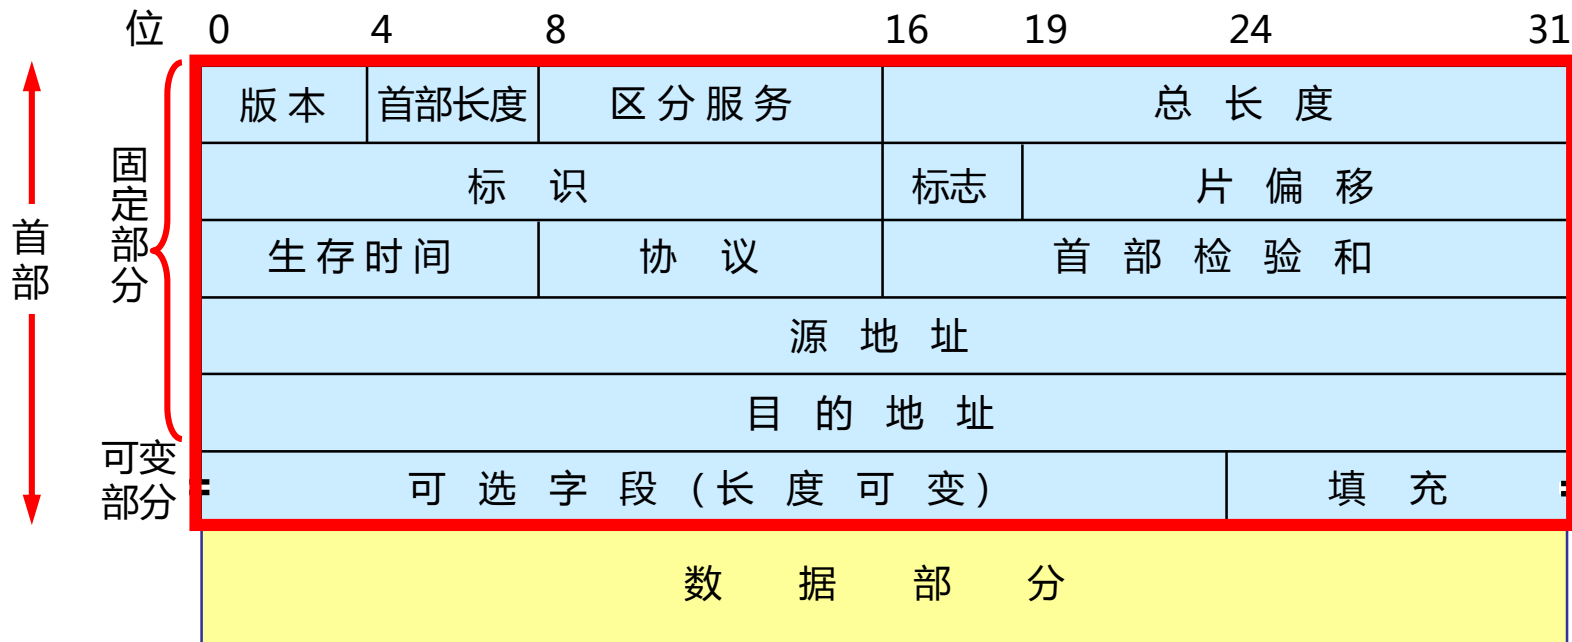 位 0 4 8 16 19 24 31
版本 首部长度 区分服务 总长度
标识 标志 片偏移
生存时间 协议 首部检验和
源地址
目的地址
可选字段(长度可变) 填充
数据部分
首部
固定部分
可变
部分